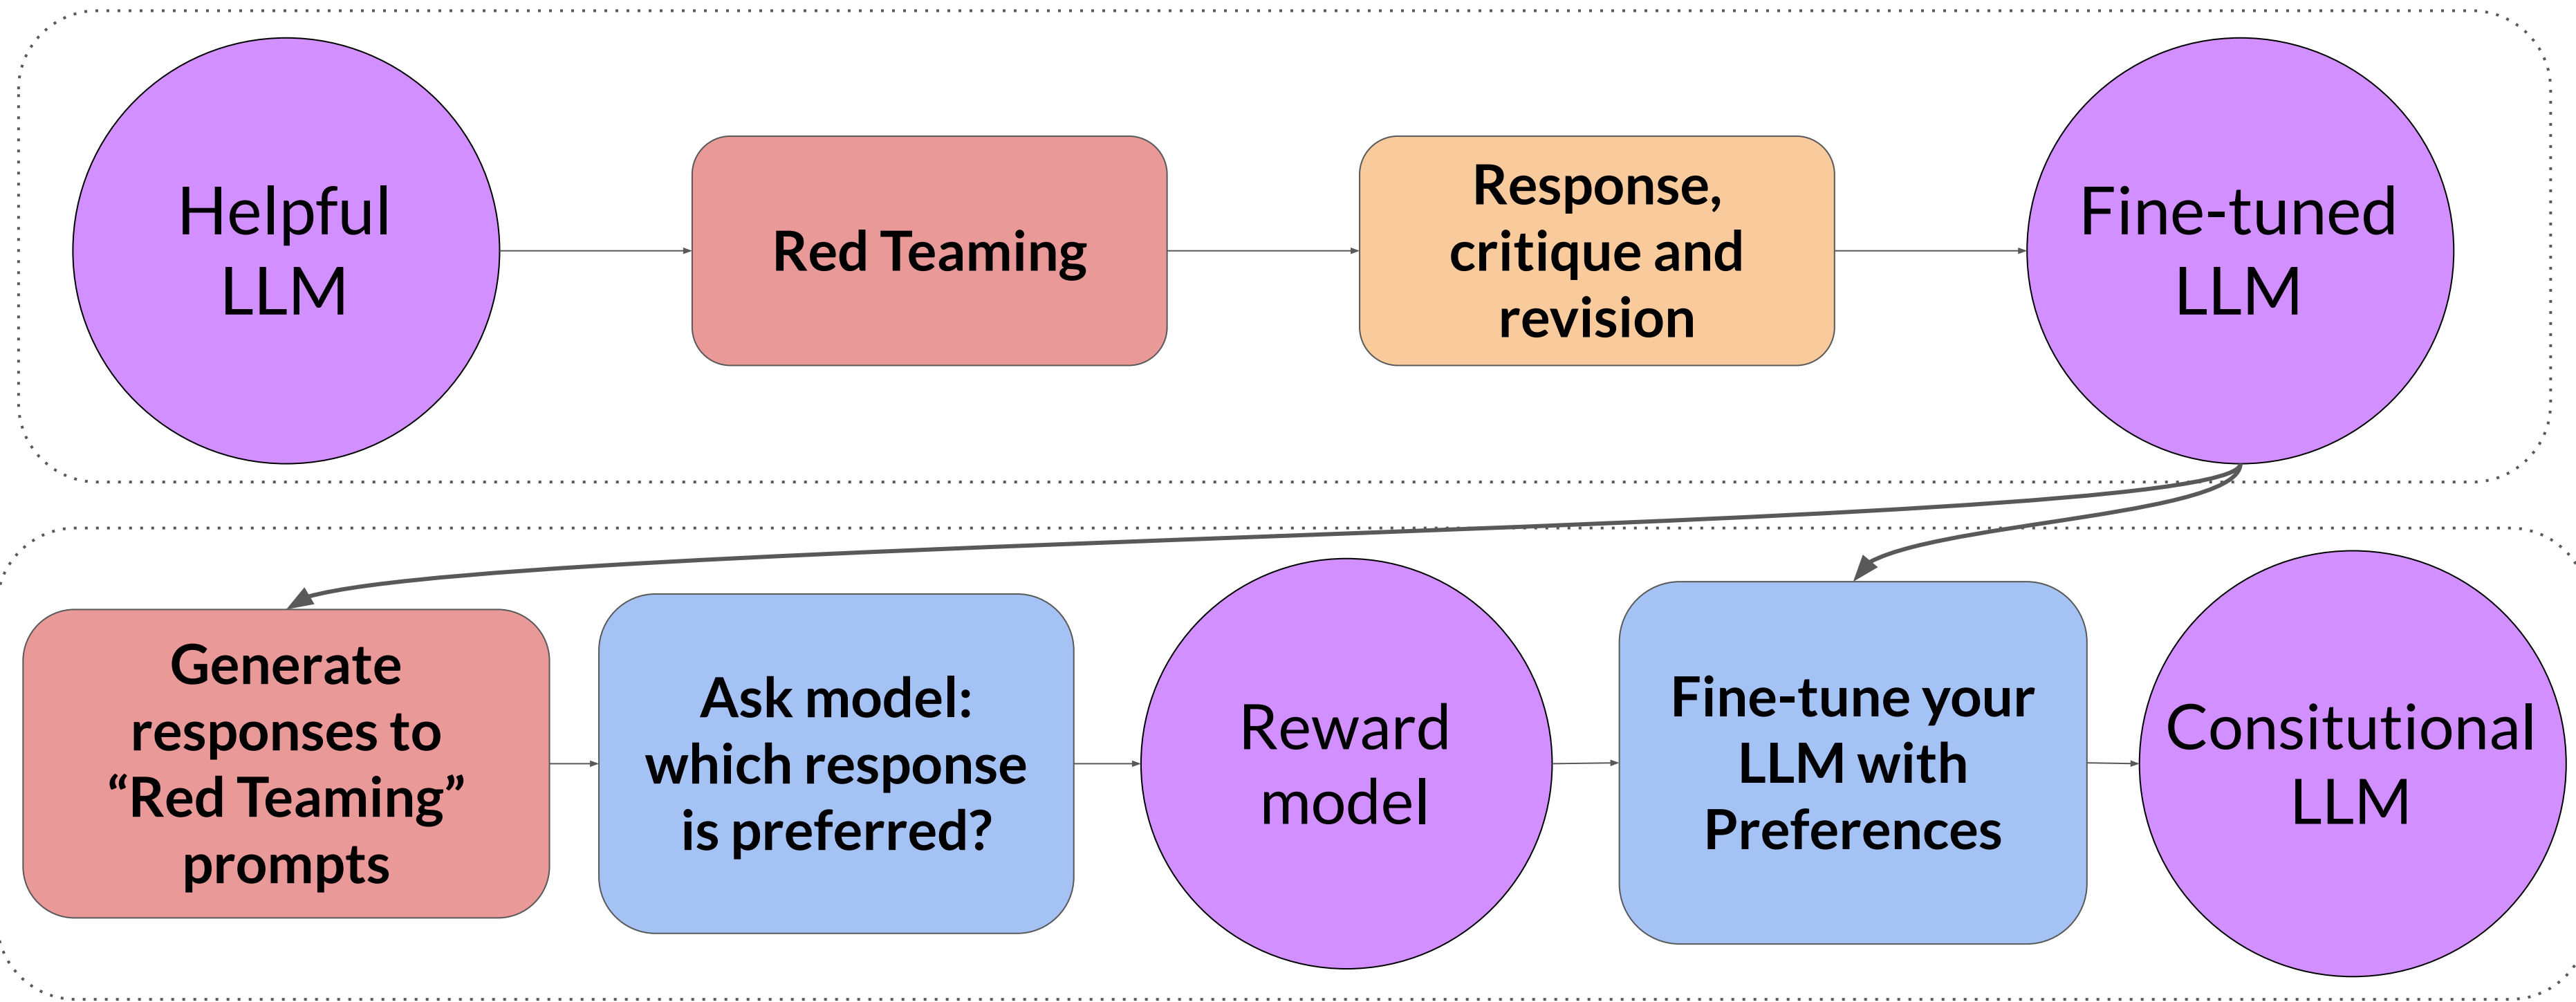 Helpful
LLM
Red Teaming
Response,
critique and
revision
Fine-tuned
LLM
Generate
responses to
“Red Teaming”
prompts
Ask model:
which response
is preferred?
Reward
model
Fine-tune your
LLM with
Preferences
Consitutional
LLM